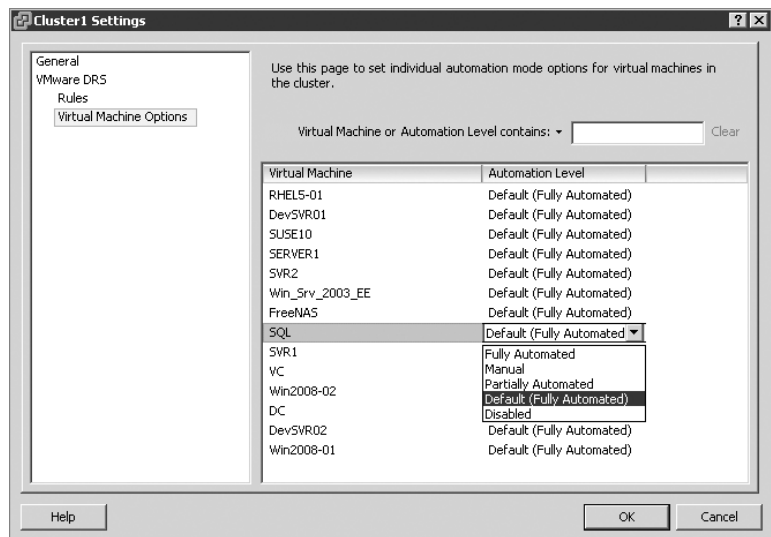 Cluster1 Settings
General
VMware DRS
Rules
Virtual Machine Options
Use this page to set individual automation mode options for virtual machines in
the cluster.
Virtual Machine or Automation Level contains:
Clear
Virtual Machine Automation Level
RHEL5-01 Default (Fully Automated)
DevSVR01 Default (Fully Automated)
SUSE10 Default (Fully Automated)
SERVER1 Default (Fully Automated)
SVR2 Default (Fully Automated)
Win_Srv_2003_EE Default (Fully Automated)
FreeNAS Default (Fully Automated)
SQL Default (Fully Automated
SVR1 Fully Automated
VC Manual
Partially Automated
Win2008-02 Default (Fully Automated)
DC Disabled
DevSVR02 Default (Fully Automated)
Win2008-01 Default (Fully Automated)
Help OK Cancel